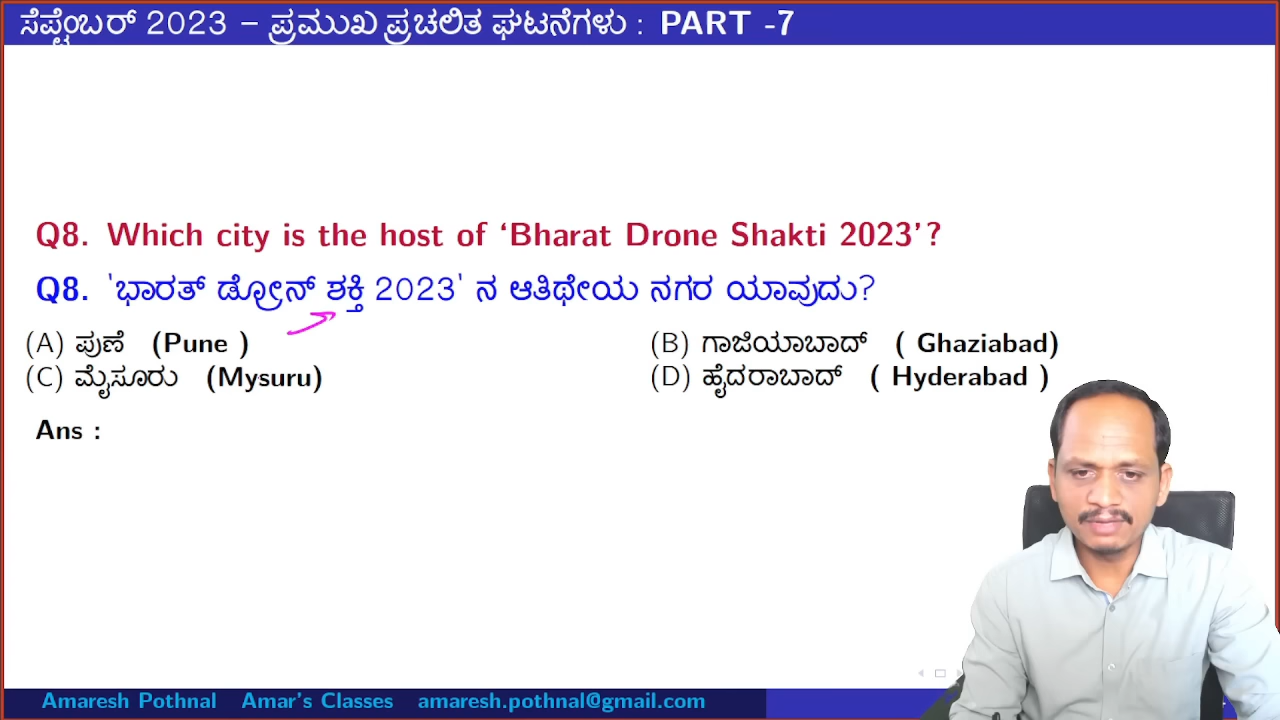 ಸೆಪ್ಟೆಂಬರ್ 2023 – ಪ್ರಮುಖ ಪ್ರಚಲಿತ ಘಟನೆಗಳು : PART -7
Q8. Which city is the host of ‘Bharat Drone Shakti 2023’?
Q8. 'ಭಾರತ್ ಡ್ರೋನ್ ಶಕ್ತಿ 2023' ನ ಆತಿಥೇಯ ನಗರ ಯಾವುದು?
(A) ಪುಣೆ (Pune ) (B) ಗಾಜಿಯಾಬಾದ್ ( Ghaziabad)
(C) ಮೈಸೂರು (Mysuru) (D) ಹೈದರಾಬಾದ್ ( Hyderabad )
Ans :
Amaresh Pothnal Amar's Classes amaresh.pothnal@gmail.com